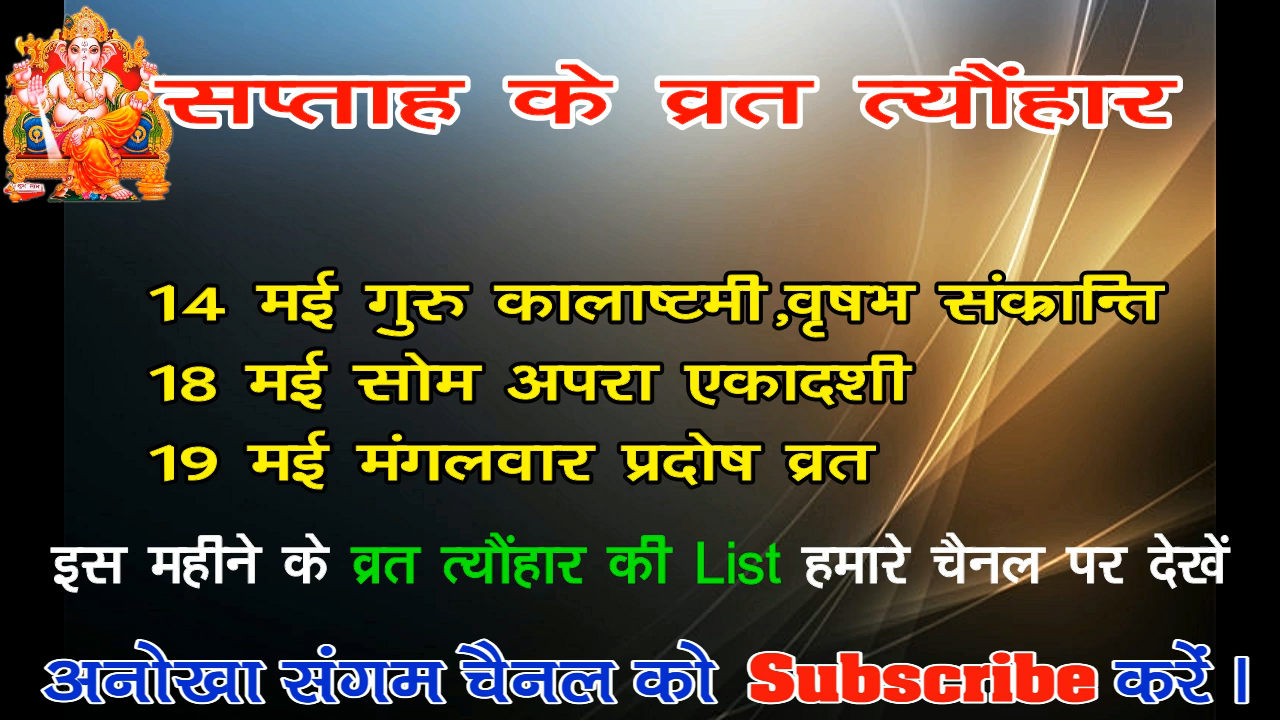 सप्ताह के व्रत त्यौंहार
14 मई गुरु कालाष्टमी,वृषभ संक्रान्ति
18 मई सोम अपरा एकादशी
19 मई मंगलवार प्रदोष व्रत
इस महीने के व्रत त्यौंहार की List हमारे चैनल पर देखें
अनोखा संगम चैनल को Subscribe करें।